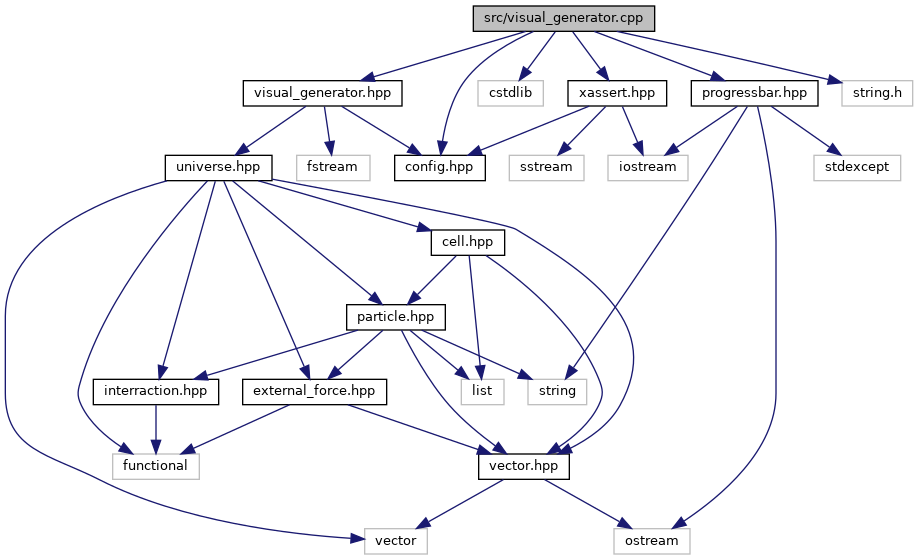 src/visual_generator.cpp
visual_generator.hpp
cstdlib
xassert.hpp
progressbar.hpp
string.h
universe.hpp
fstream
config.hpp
sstream
iostream
stdexcept
cell.hpp
particle.hpp
interraction.hpp
external_force.hpp
list
string
functional
vector.hpp
vector
ostream